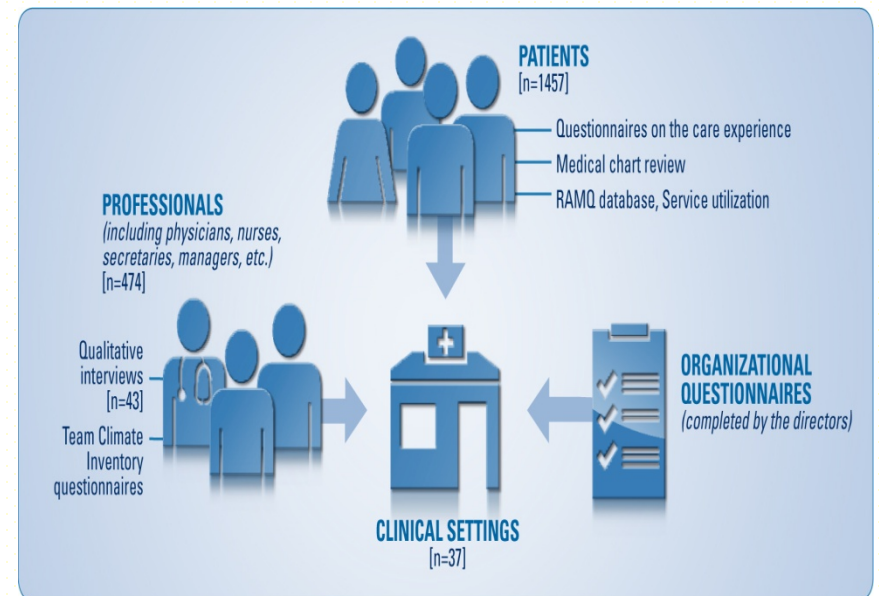 PATIENTS
[n=1457]
Questionnaires on the care experience
Medical chart review
RAMQ database, Service utilization
PROFESSIONALS
(including physicians, nurses,
secretaries, managers, etc.)
[n=474]
Qualitative
interviews
[n=43]
Team Climate
Inventory
questionnaires
ORGANIZATIONAL
QUESTIONNAIRES
(completed by the directors)
CLINICAL SETTINGS
[n=37]